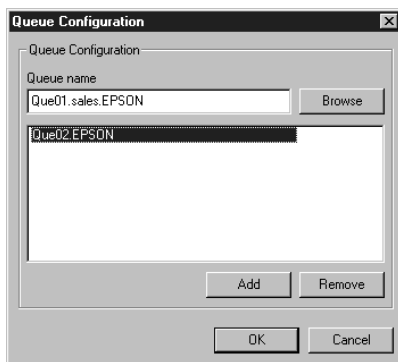 Queue Configuration
Queue Configuration
Queue name
Que01.sales.EPSON
Browse
Que02.EPSON
Add
Remove
OK
Cancel